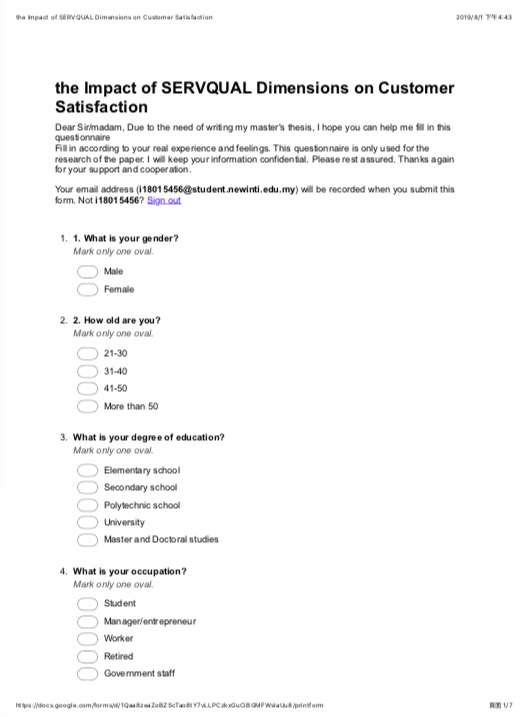 the Impact of SERVQUAL Dimensions on Customer Satisfaction
2019/8/1 下午4:43
the Impact of SERVQUAL Dimensions on Customer
Satisfaction
Dear Sir/madam, Due to the need of writing my master's thesis, I hope you can help me fill in this
questionnaire
Fill in according to your real experience and feelings. This questionnaire is only used for the
research of the paper. I will keep your information confidential. Please rest assured. Thanks again
for your support and cooperation.
Your email address (i18015456@student.newinti.edu.my) will be recorded when you submit this
form. Not i18015456? Sign out
1. 1. What is your gender?
Mark only one oval.
Male
Female
2. 2. How old are you?
Mark only one oval.
21-30
31-40
41-50
More than 50
3. What is your degree of education?
Mark only one oval.
Elementary school
Secondary school
Polytechnic school
University
Master and Doctoral studies
4. What is your occupation?
Mark only one oval.
Student
Manager/entrepreneur
Worker
Retired
Government staff
頁面 1/7